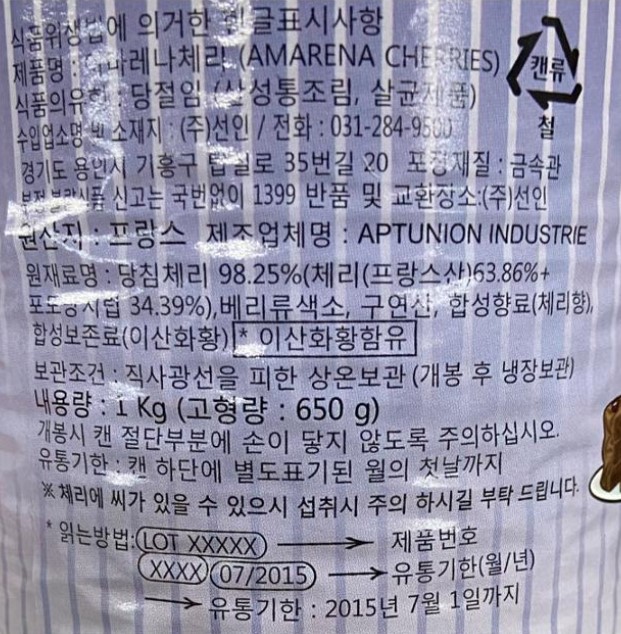 식품위생법에 의거한 한글표시사항
제품명 : 아마레나체리 (AMARENA CHERRIES)
캔류
식품의유형 : 당절임 (산성통조림, 살균제품)
철
수입업소명 및 소재지 : (주)선인 / 전화 : 031-284-9500
경기도 용인시 기흥구 탑실로 35번길 20 포장재질 : 금속관
부정·불량식품 신고는 국번없이 1399 반품 및 교환장소:(주)선인
원산지 : 프랑스 제조업체명 : APTUNION INDUSTRIE
원재료명 : 당침체리 98.25%(체리(프랑스산)63.86%+
포도당시럽 34.39%),베리류색소, 구연산, 합성향료(체리향),
합성보존료(이산화황) * 이산화황함유
보관조건 : 직사광선을 피한 상온보관 (개봉 후 냉장보관)
내용량 : 1 Kg (고형량 : 650 g)
개봉시 캔 절단부분에 손이 닿지 않도록 주의하십시오.
유통기한 : 캔 하단에 별도표기된 월의 첫날까지
※ 체리에 씨가 있을 수 있으시 섭취시 주의 하시길 부탁 드립니다.
* 읽는방법: LOT XXXXX → 제품번호
XXXX 07/2015 → 유통기한(월/년)
→ 유통기한 : 2015년 7월 1일까지